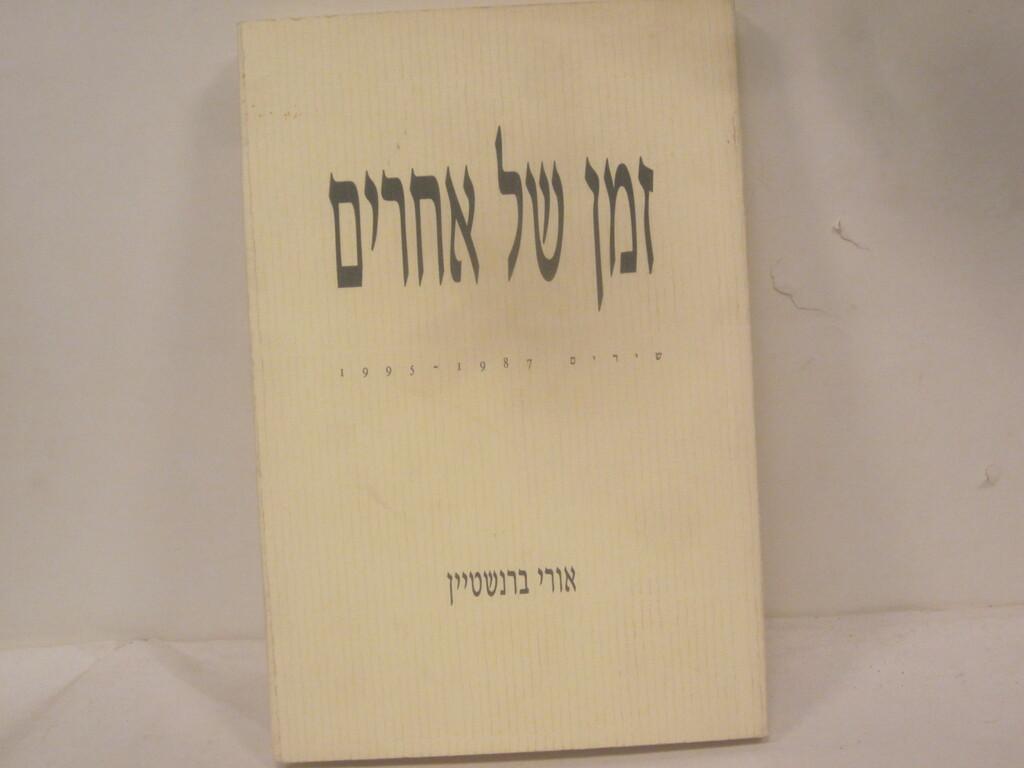 זמן של אחרים
שירים 1987-1995
אורי ברנשטיין